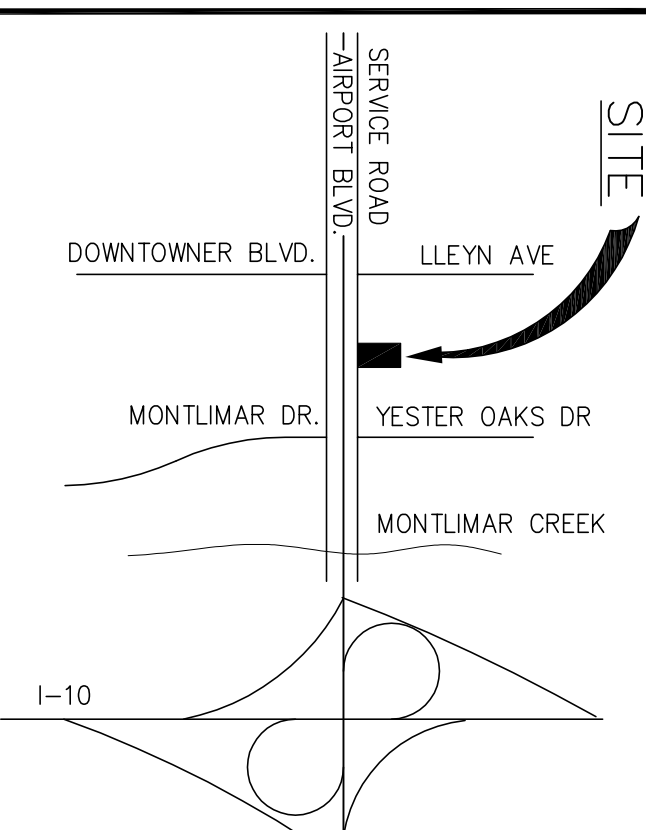 SERVICE ROAD
AIRPORT BLVD.
SITE
DOWNTOWNER BLVD.
LLEYN AVE
MONTLIMAR DR.
YESTER OAKS DR
MONTLIMAR CREEK
I-10